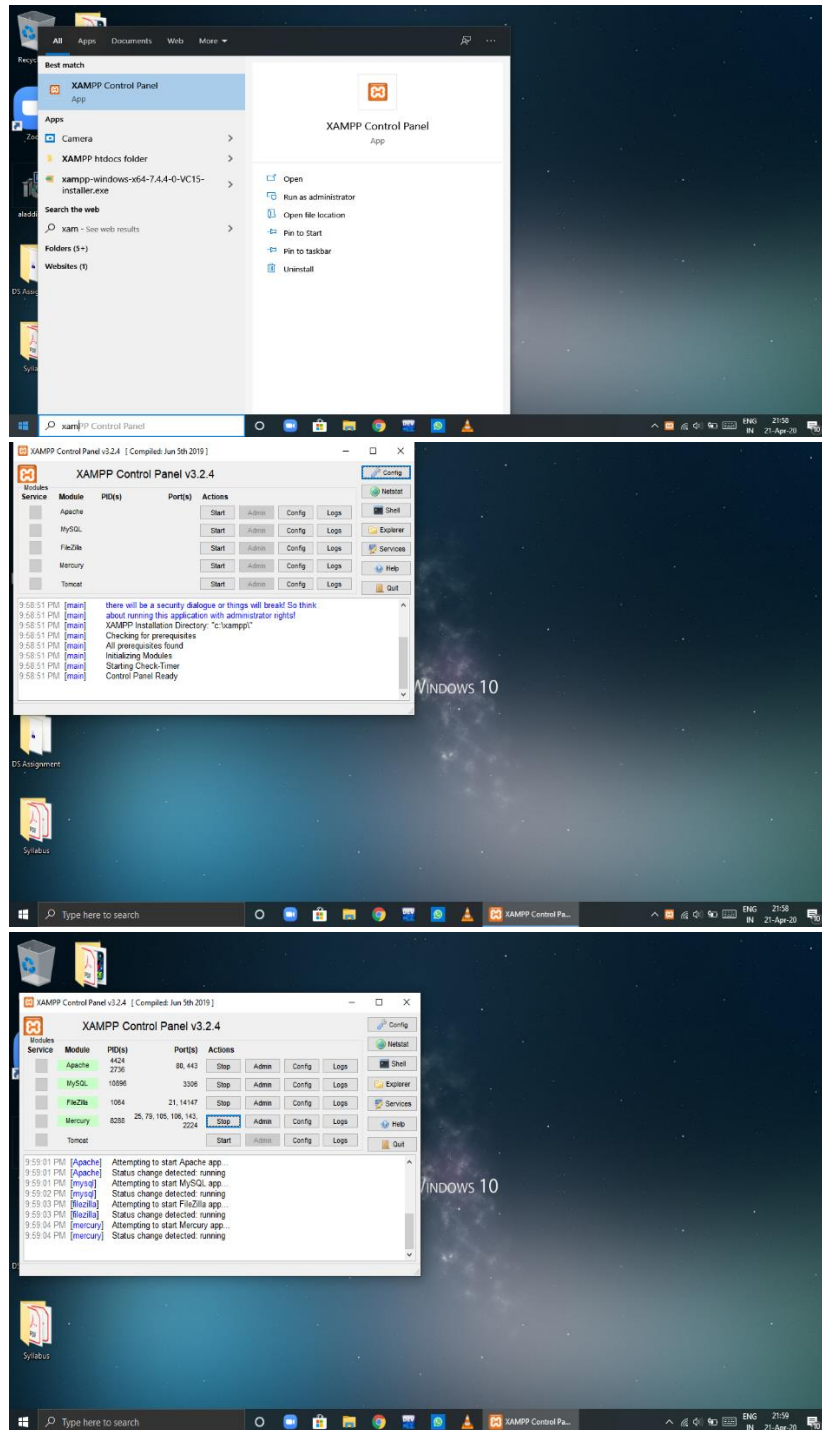 All Apps Documents Web More
Recyc
Best match
XAMPP Control Panel
App
XAMPP Control Panel
App
Apps
Camera
XAMPP htdocs folder
xampp-windows-x64-7.4.4-0-VC15-
installer.exe
Open
Run as administrator
Open file location
Pin to Start
Pin to taskbar
Uninstall
Zoo
aladdi
Search the web
xam - See web results
Folders (5+)
Websites (1)
DS Assig
Sylla
xamPP Control Panel
ENG 21:58
IN 21-Apr-20
XAMPP Control Panel v3.2.4 [ Compiled: Jun 5th 2019 ]
XAMPP Control Panel v3.2.4
Config
Modules
Service Module PID(s) Port(s) Actions
Netstat
Apache Start Admin Config Logs Shell
MySQL Start Admin Config Logs Explorer
FileZilla Start Admin Config Logs Services
Mercury Start Admin Config Logs Help
Tomcat Start Admin Config Logs Quit
9:58:51 PM [main] there will be a security dialogue or things will break! So think
9:58:51 PM [main] about running this application with administrator rights!
9:58:51 PM [main] XAMPP Installation Directory: "c:\xampp\"
9:58:51 PM [main] Checking for prerequisites
9:58:51 PM [main] All prerequisites found
9:58:51 PM [main] Initializing Modules
9:58:51 PM [main] Starting Check-Timer
9:58:51 PM [main] Control Panel Ready
WINDOWS 10
DS Assignment
Syllabus
Type here to search
XAMPP Control Pa...
ENG 21:58
IN 21-Apr-20
XAMPP Control Panel v3.2.4 [ Compiled: Jun 5th 2019 ]
XAMPP Control Panel v3.2.4
Config
Modules
Service Module PID(s) Port(s) Actions
Netstat
Apache 4424 2736 80, 443 Stop Admin Config Logs Shell
MySQL 10896 3306 Stop Admin Config Logs Explorer
FileZilla 1064 21, 14147 Stop Admin Config Logs Services
Mercury 8288 25, 79, 105, 106, 143, 2224 Stop Admin Config Logs Help
Tomcat Start Admin Config Logs Quit
9:59:01 PM [Apache] Attempting to start Apache app...
9:59:01 PM [Apache] Status change detected: running
9:59:01 PM [mysql] Attempting to start MySQL app...
9:59:02 PM [mysql] Status change detected: running
9:59:03 PM [filezilla] Attempting to start FileZilla app...
9:59:03 PM [filezilla] Status change detected: running
9:59:04 PM [mercury] Attempting to start Mercury app...
9:59:04 PM [mercury] Status change detected: running
INDOWS 10
Syllabus
Type here to search
XAMPP Control Pa...
ENG 21:59
IN 21-Apr-20